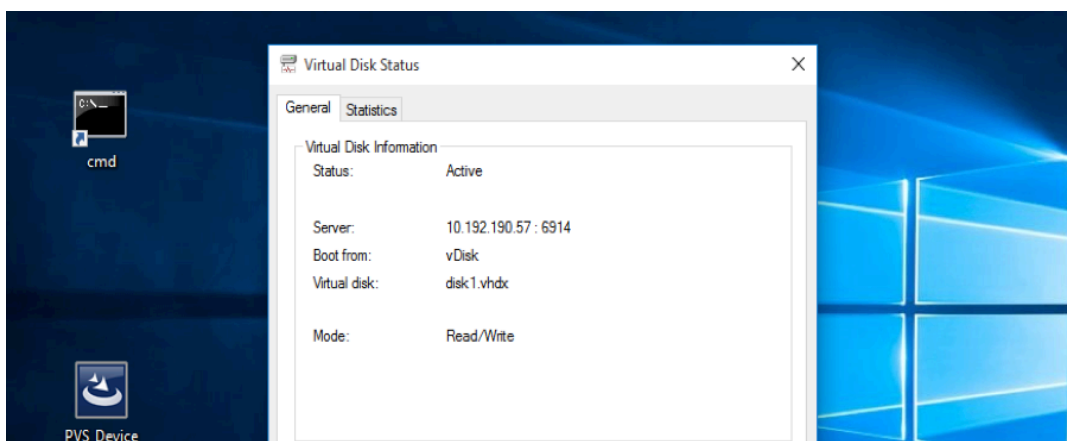 Virtual Disk Status
General Statistics
C:\_
cmd
Virtual Disk Information
Status: Active
Server: 10.192.190.57 : 6914
Boot from: vDisk
Virtual disk: disk1.vhdx
Mode: Read/Write
PVS Device